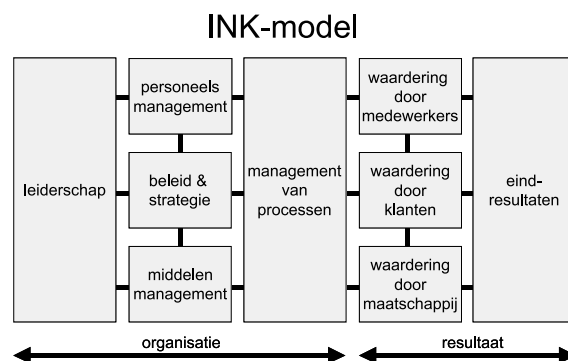 INK-model
leiderschap
personeels
management
beleid &
strategie
middelen
management
management
van
processen
waardering
door
medewerkers
waardering
door
klanten
waardering
door
maatschappij
eind-
resultaten
organisatie
resultaat